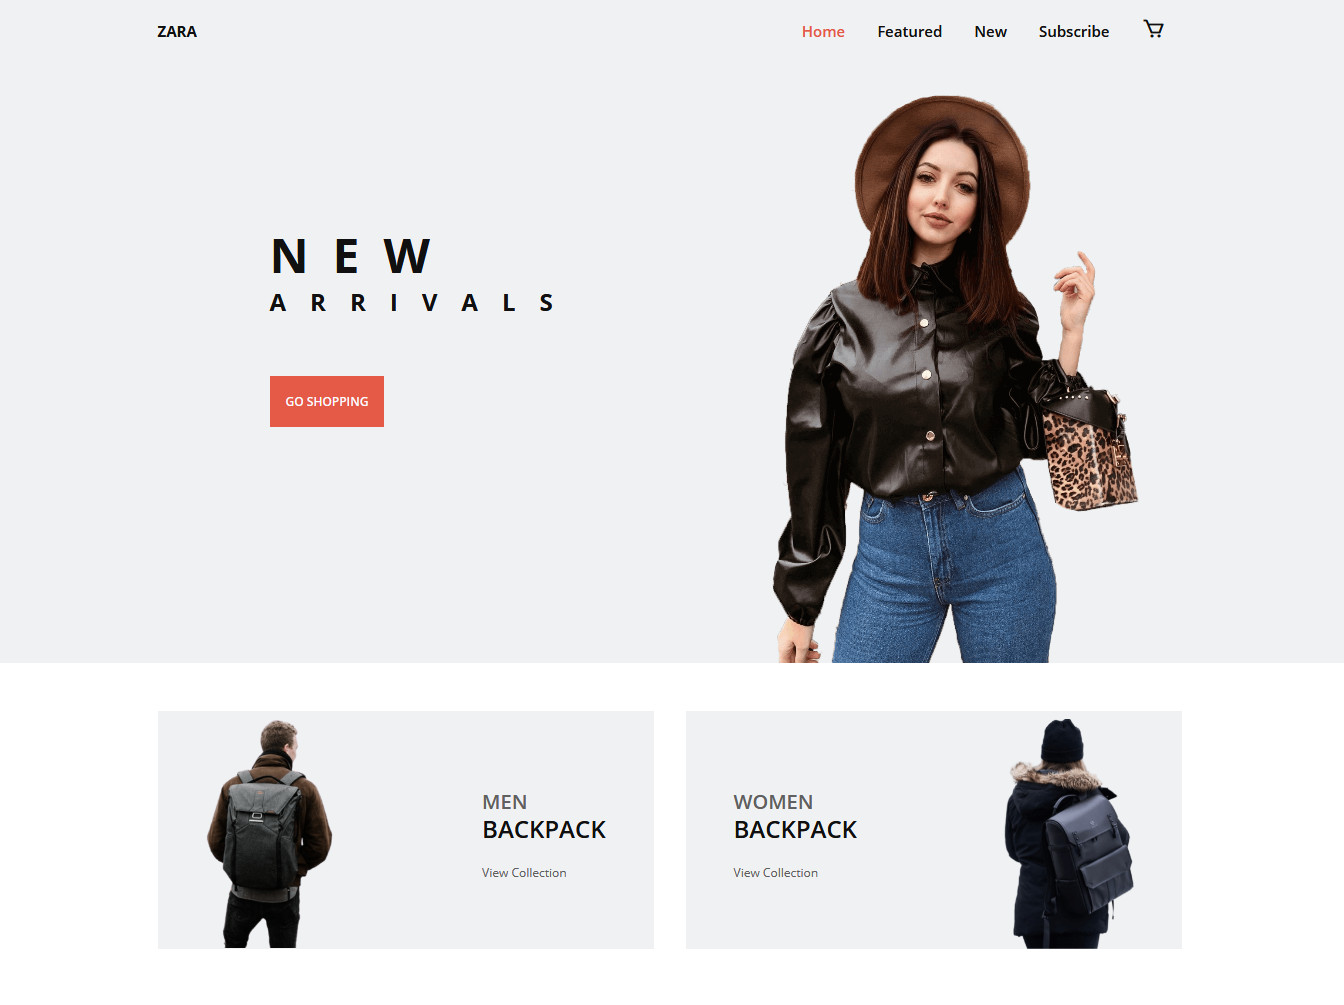 ZARA
Home Featured New Subscribe
NEW
ARRIVALS
GO SHOPPING
MEN
BACKPACK
View Collection
WOMEN
BACKPACK
View Collection